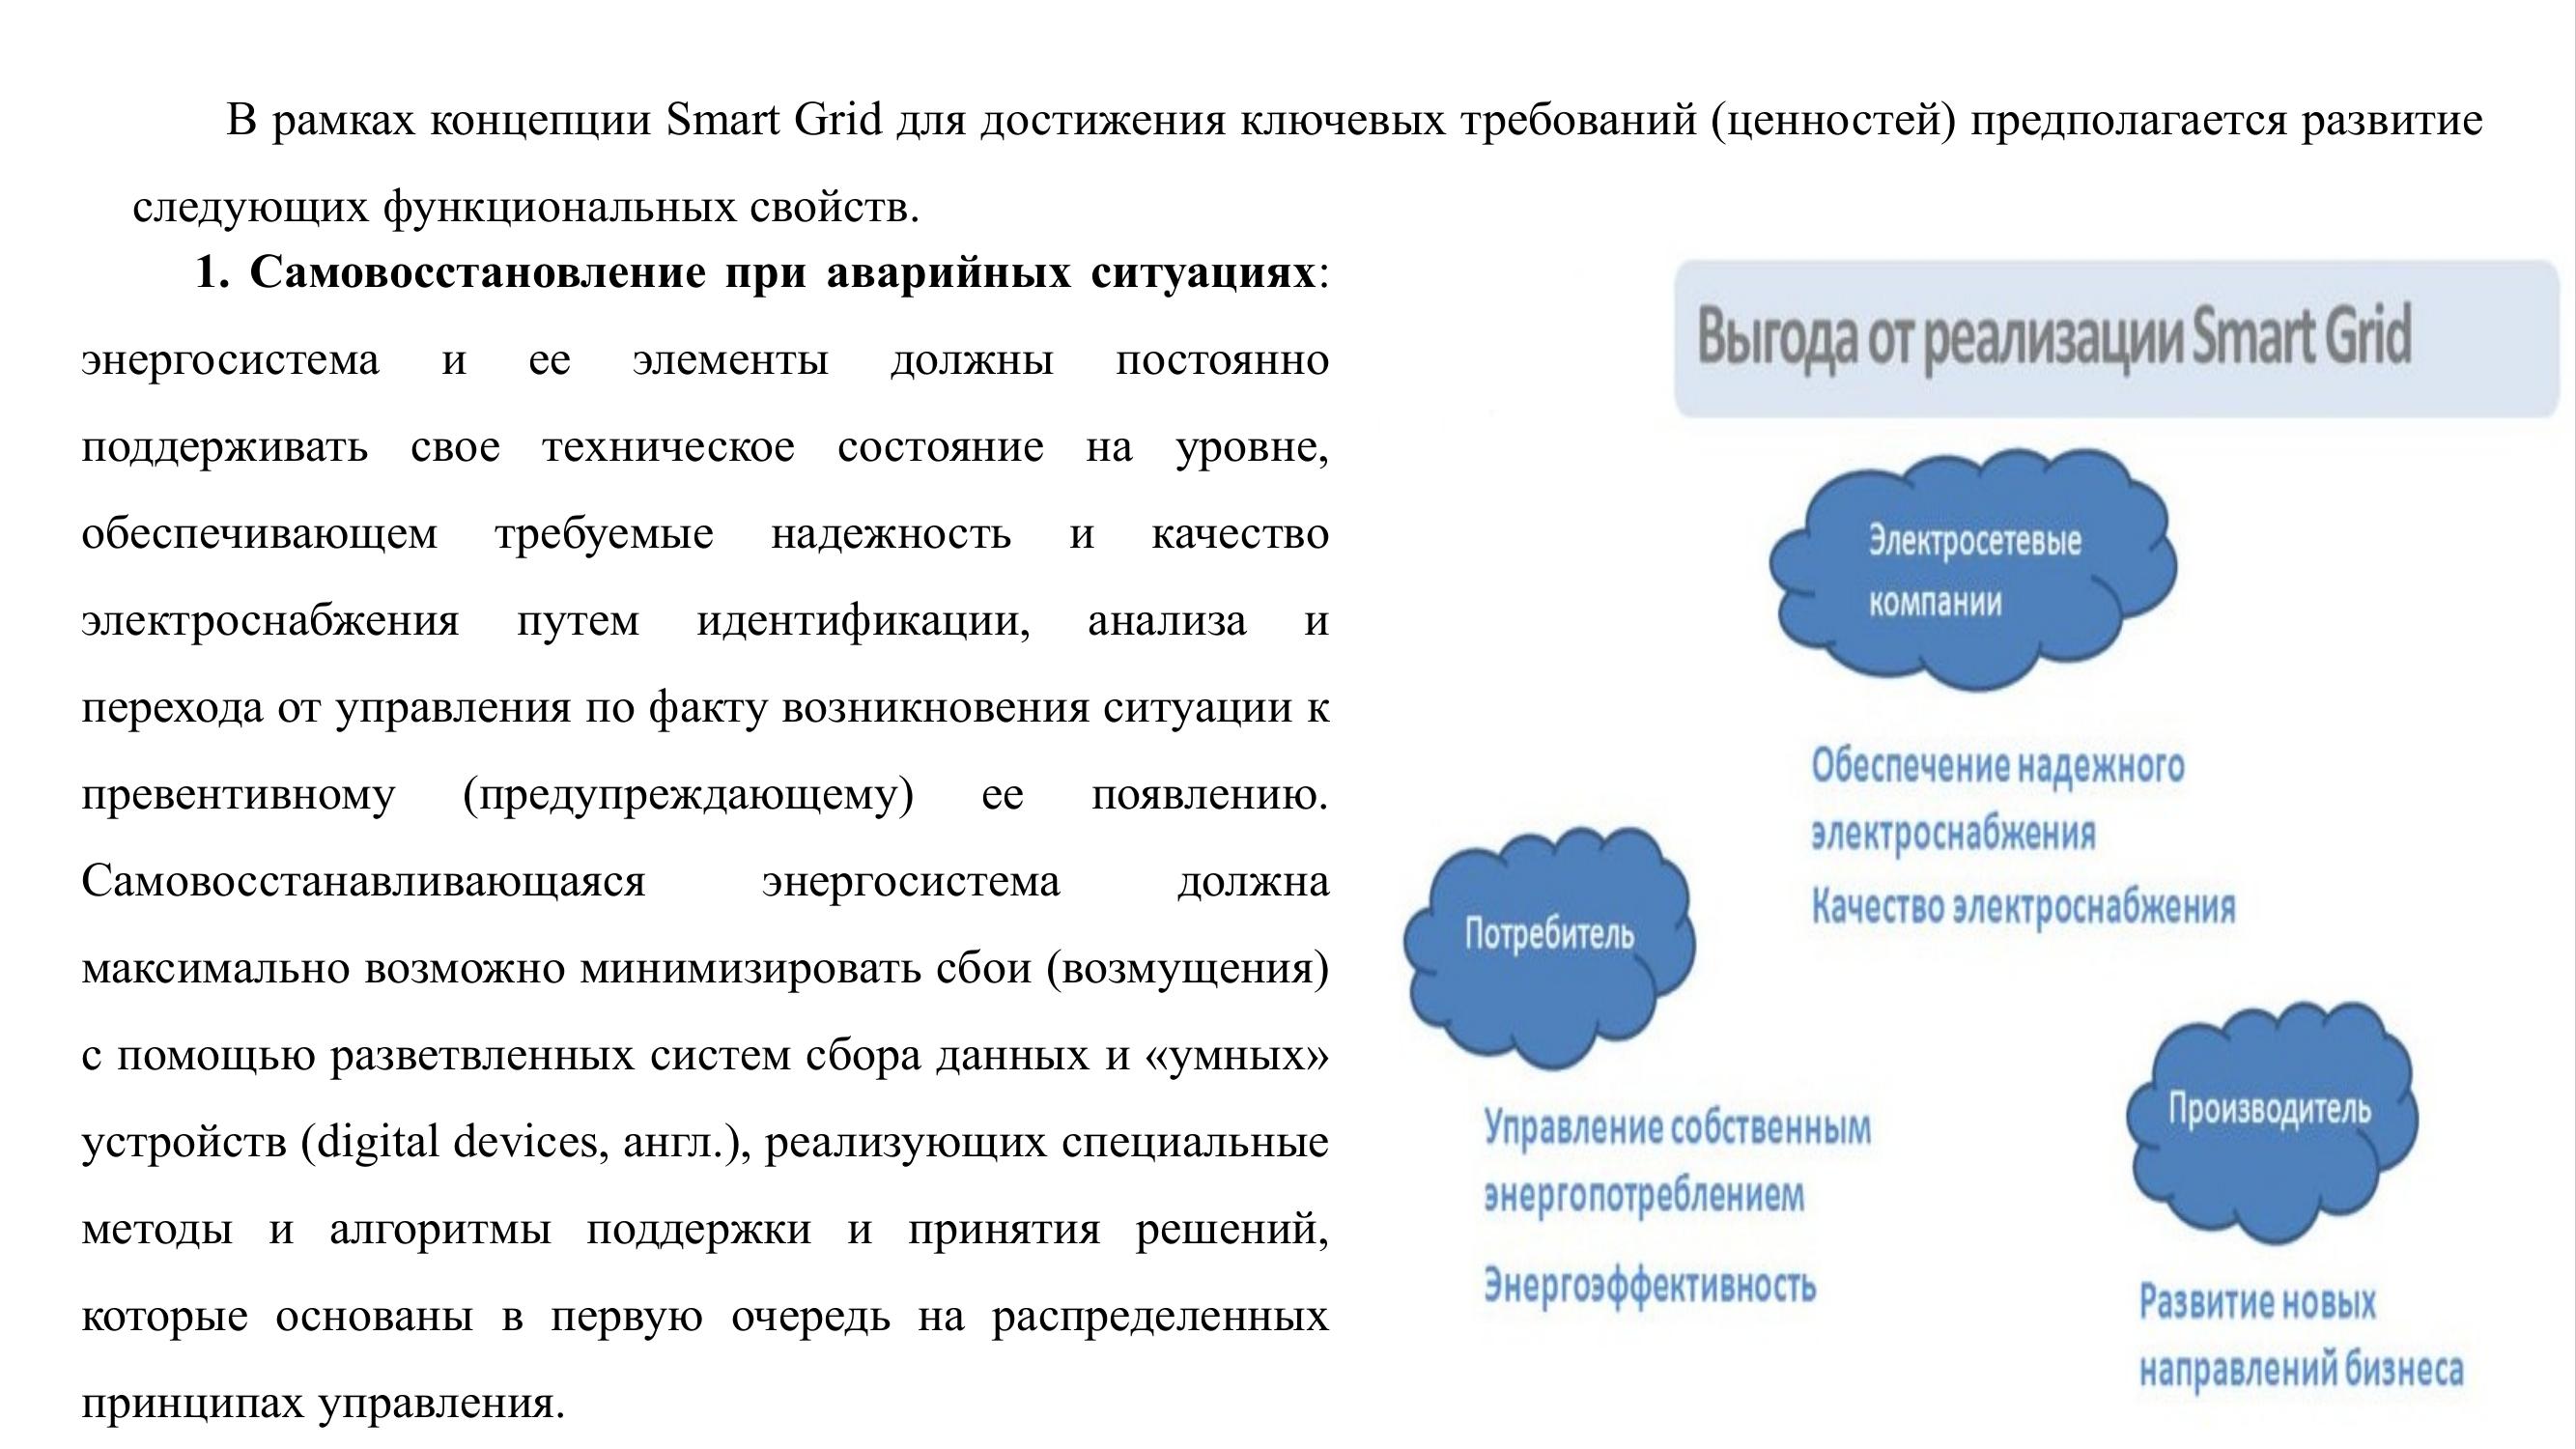 В рамках концепции Smart Grid для достижения ключевых требований (ценностей) предполагается развитие
следующих функциональных свойств.
1. Самовосстановление при аварийных ситуациях:
энергосистема и ее элементы должны постоянно
поддерживать свое техническое состояние на уровне,
обеспечивающем требуемые надежность и качество
электроснабжения путем идентификации, анализа и
перехода от управления по факту возникновения ситуации к
превентивному (предупреждающему) ее появлению.
Самовосстанавливающаяся энергосистема должна
максимально возможно минимизировать сбои (возмущения)
с помощью разветвленных систем сбора данных и «умных»
устройств (digital devices, англ.), реализующих специальные
методы и алгоритмы поддержки и принятия решений,
которые основаны в первую очередь на распределенных
принципах управления.
Выгода от реализации Smart Grid
Электросетевые
компании
Обеспечение надежного
электроснабжения
Качество электроснабжения
Потребитель
Управление собственным
энергопотреблением
Энергоэффективность
Производитель
Развитие новых
направлений бизнеса